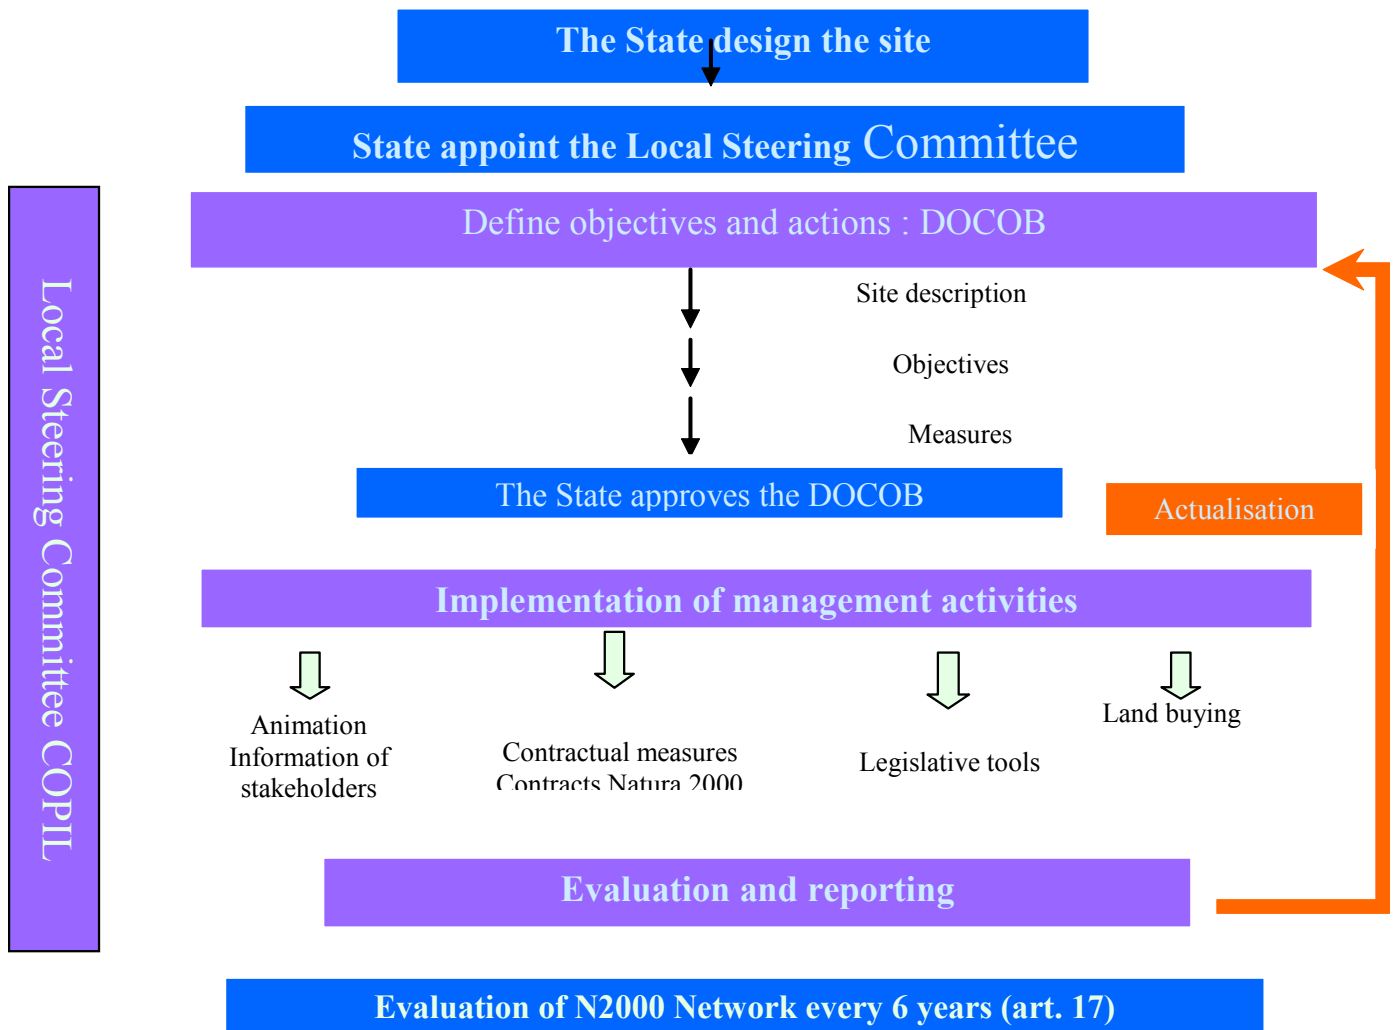 The State design the site
State appoint the Local Steering Committee
Local Steering Committee COPIL
Define objectives and actions : DOCOB
Site description
Objectives
Measures
The State approves the DOCOB
Actualisation
Implementation of management activities
Animation
Information of
stakeholders
Contractual measures
Contracts Natura 2000
Legislative tools
Land buying
Evaluation and reporting
Evaluation of N2000 Network every 6 years (art. 17)